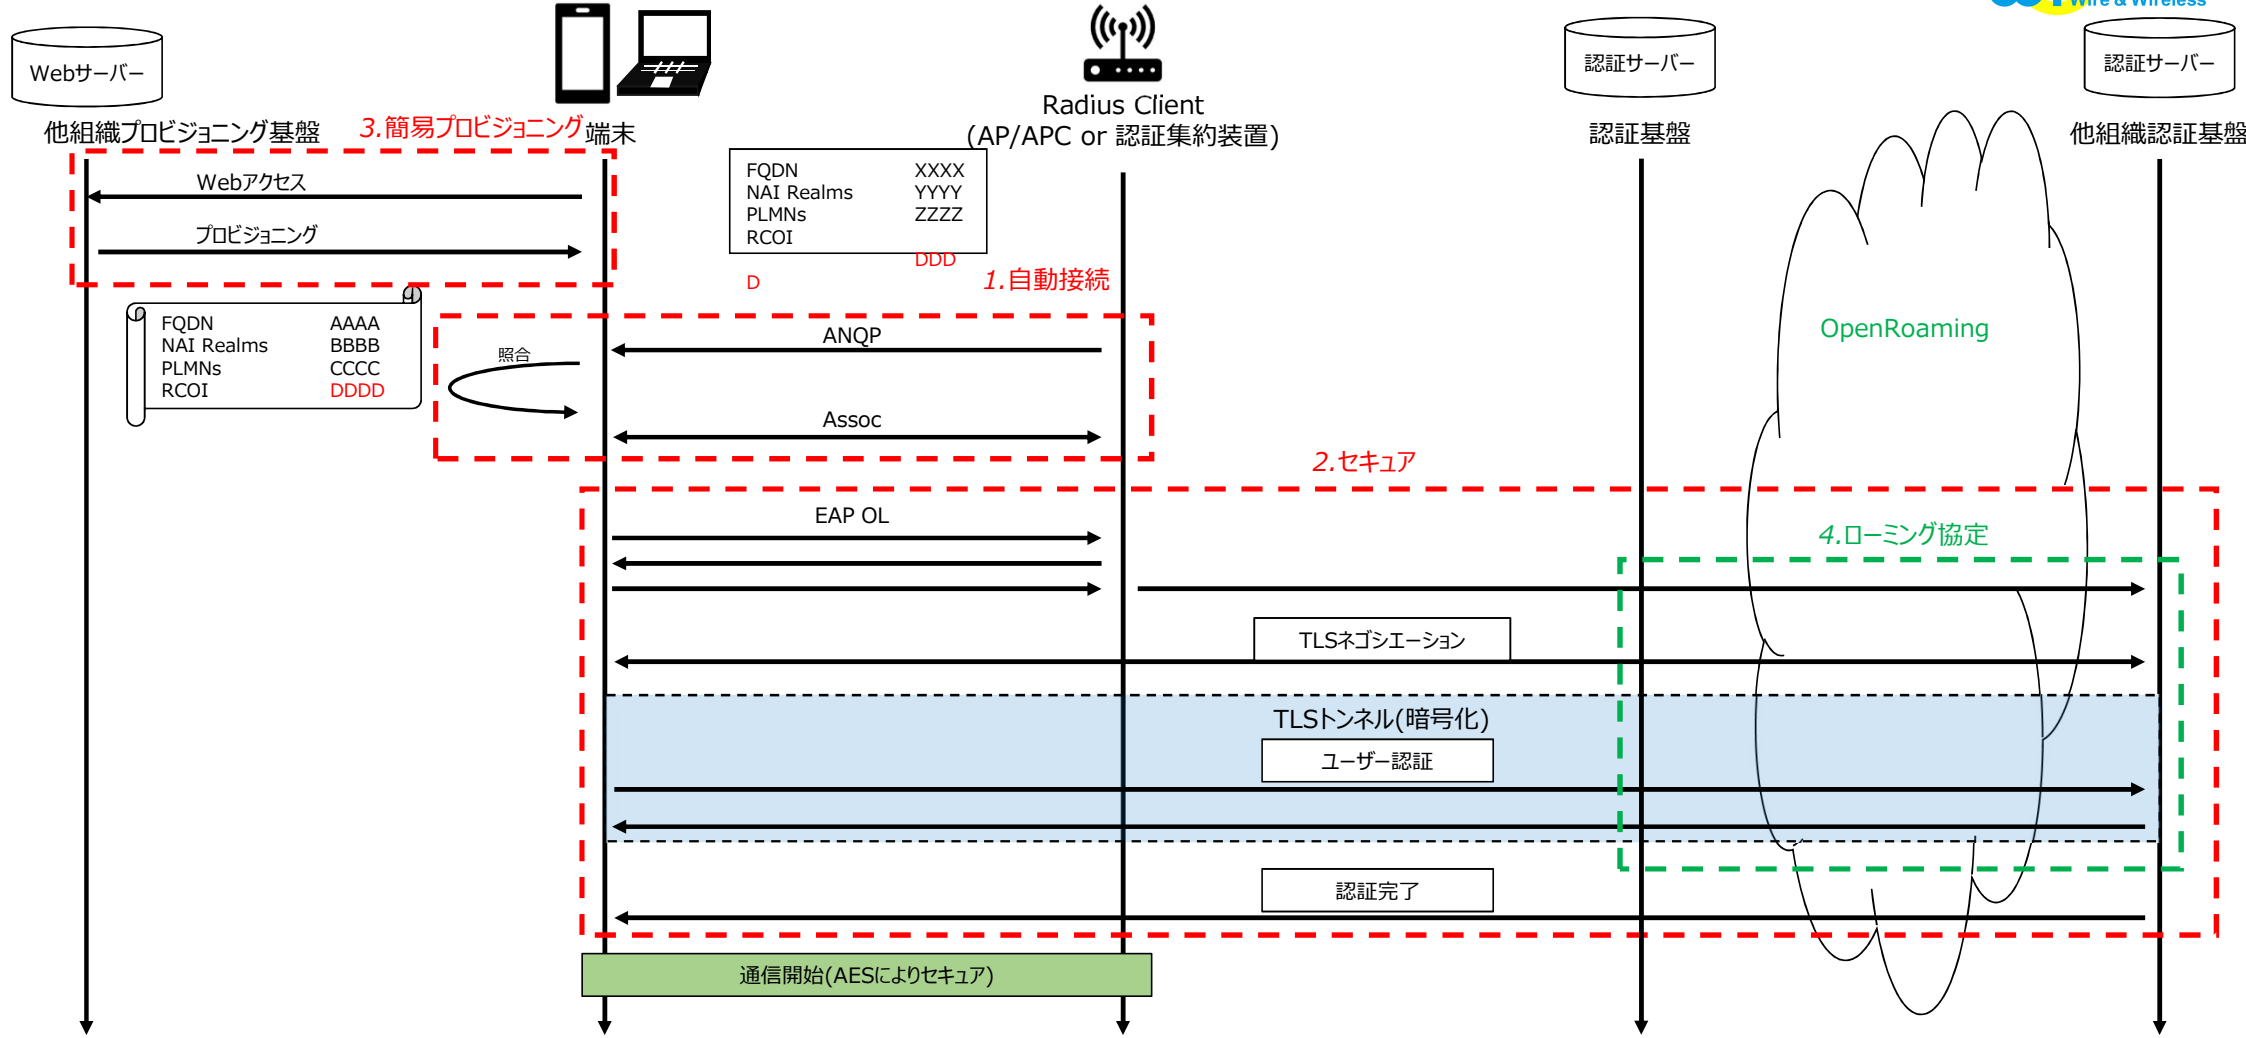 Wire & Wireless
Webサーバー
認証サーバー
認証サーバー
他組織プロビジョニング基盤
3.簡易プロビジョニング
端末
Radius Client
(AP/APC or 認証集約装置)
認証基盤
他組織認証基盤
Webアクセス
プロビジョニング
FQDN XXXX
NAI Realms YYYY
PLMNs ZZZZ
RCOI
DDD
D
1.自動接続
FQDN AAAA
NAI Realms BBBB
PLMNs CCCC
RCOI DDDD
照合
ANQP
Assoc
OpenRoaming
2.セキュア
EAP OL
4.ローミング協定
TLSネゴシエーション
TLSトンネル(暗号化)
ユーザー認証
認証完了
通信開始(AESによりセキュア)